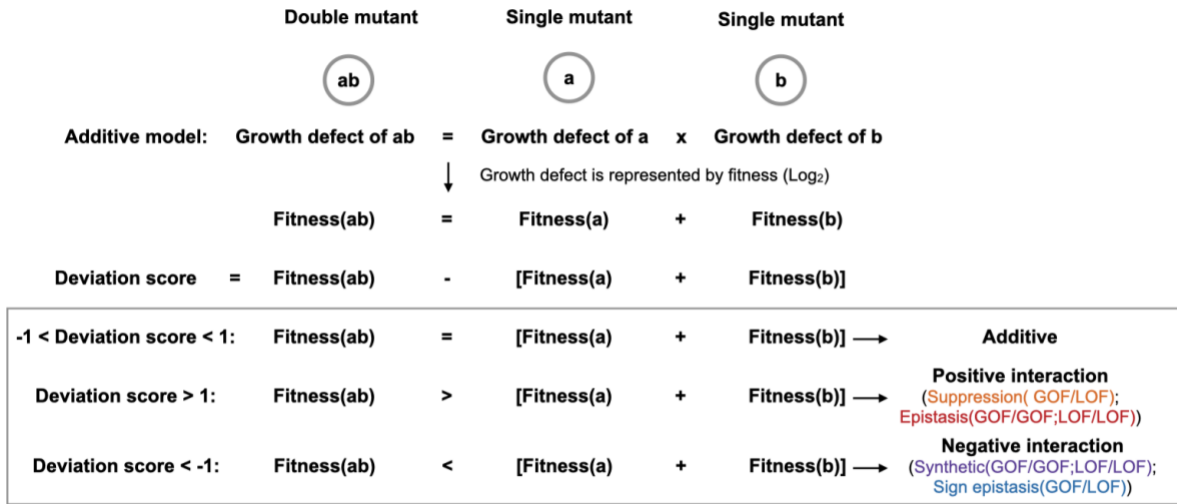 Double mutant Single mutant Single mutant
ab a b
Additive model: Growth defect of ab = Growth defect of a x Growth defect of b
Growth defect is represented by fitness (Log₂)
Fitness(ab) = Fitness(a) + Fitness(b)
Deviation score = Fitness(ab) - [Fitness(a) + Fitness(b)]
-1 < Deviation score < 1: Fitness(ab) = [Fitness(a) + Fitness(b)] Additive
Deviation score > 1: Fitness(ab) > [Fitness(a) + Fitness(b)] Positive interaction
(Suppression( GOF/LOF);
Epistasis(GOF/GOF;LOF/LOF))
Deviation score < -1: Fitness(ab) < [Fitness(a) + Fitness(b)] Negative interaction
(Synthetic(GOF/GOF;LOF/LOF);
Sign epistasis(GOF/LOF))